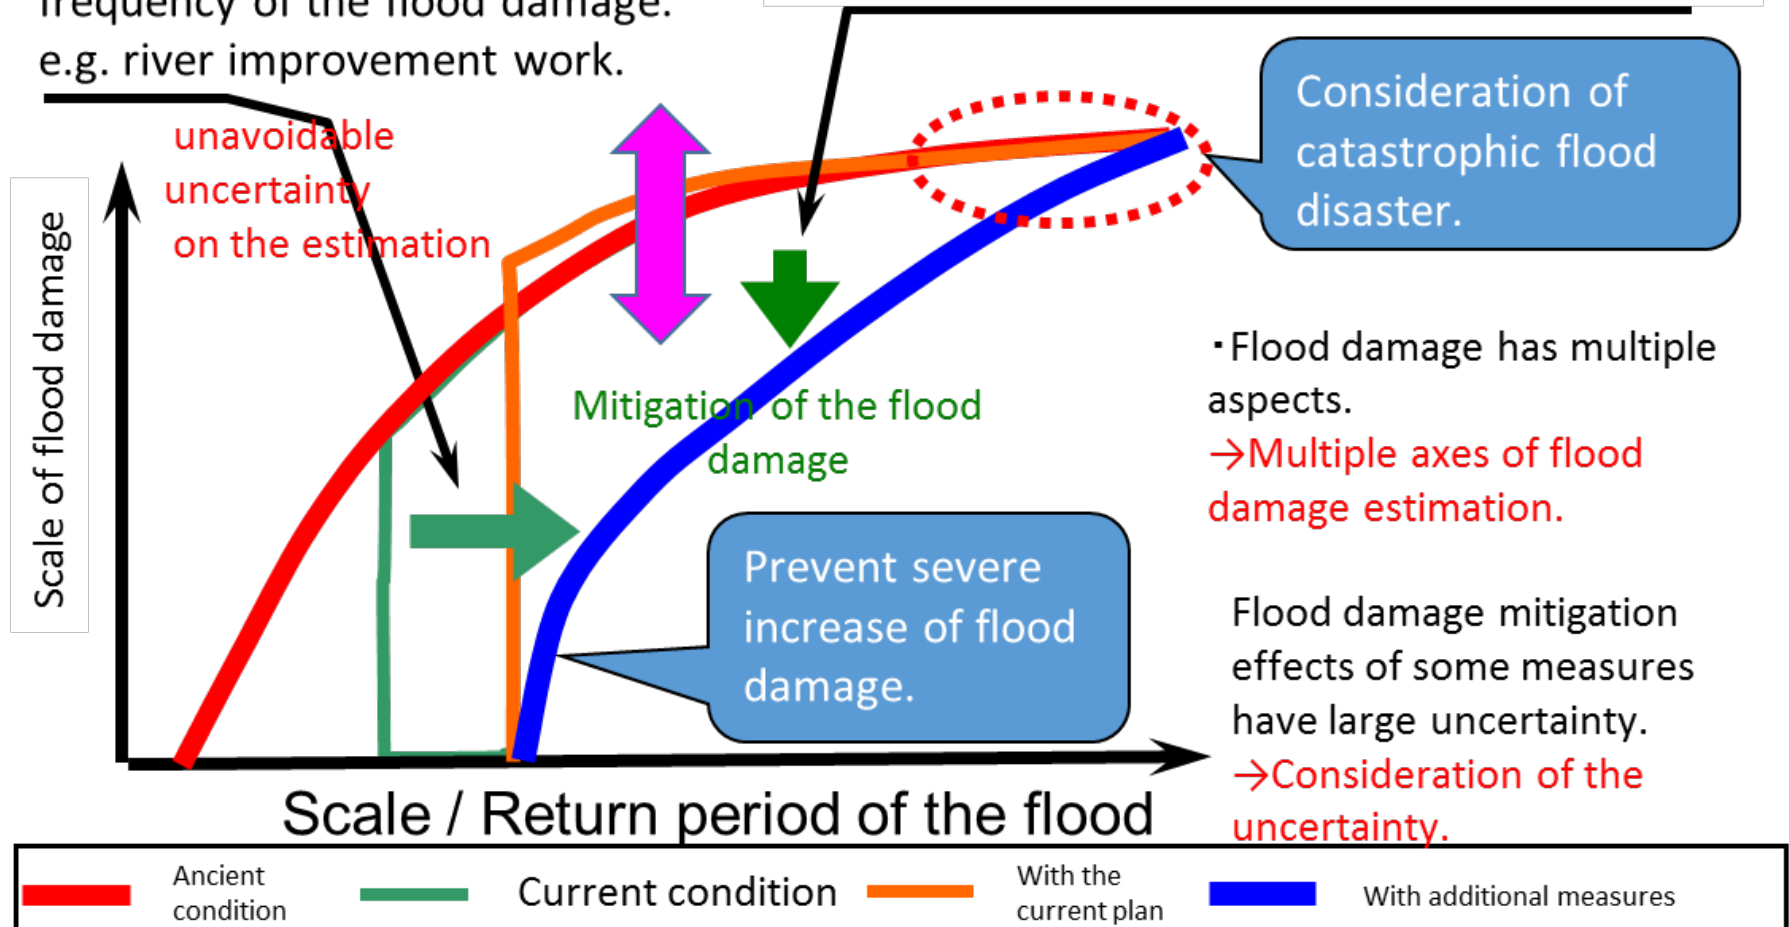 frequency of the flood damage.
e.g. river improvement work.
unavoidable
uncertainty
on the estimation
Consideration of
catastrophic flood
disaster.
Scale of flood damage
Mitigation of the flood
damage
Prevent severe
increase of flood
damage.
・Flood damage has multiple
aspects.
→Multiple axes of flood
damage estimation.
Flood damage mitigation
effects of some measures
have large uncertainty.
→Consideration of the
uncertainty.
Scale / Return period of the flood
Ancient
condition
Current condition
With the
current plan
With additional measures